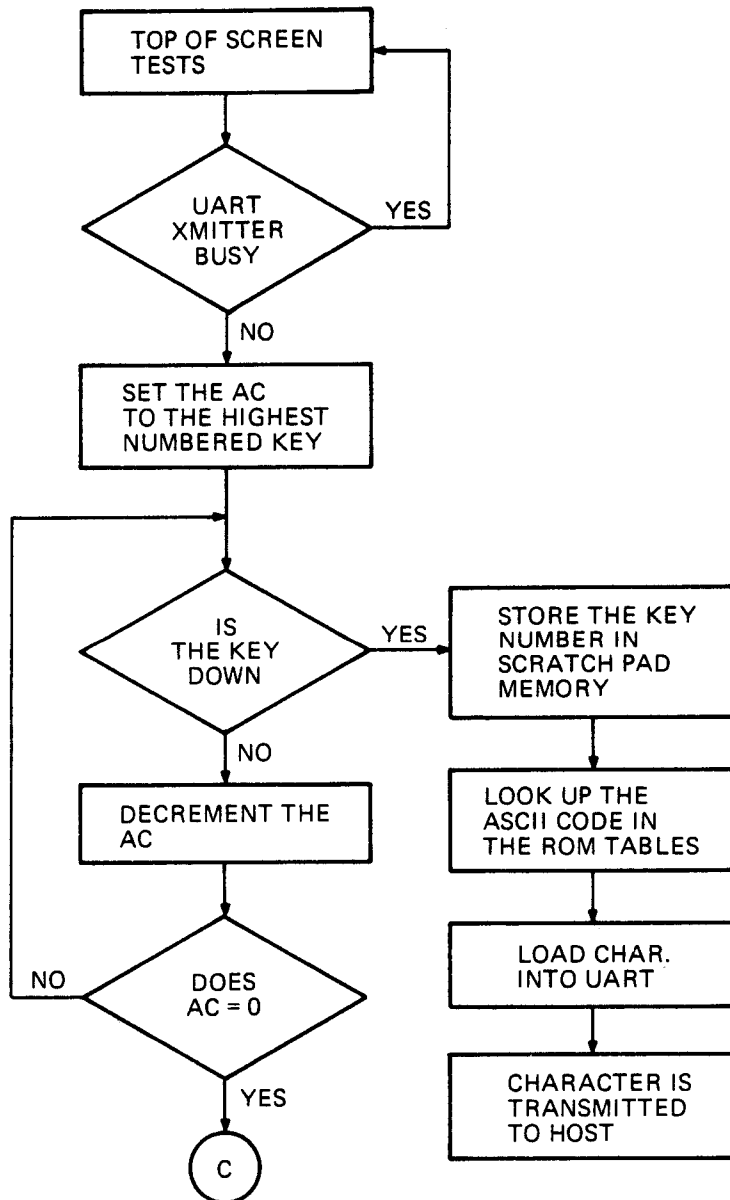 TOP OF SCREEN
TESTS
UART
XMITTER
BUSY
YES
NO
SET THE AC
TO THE HIGHEST
NUMBERED KEY
IS
THE KEY
DOWN
YES
NO
STORE THE KEY
NUMBER IN
SCRATCH PAD
MEMORY
DECREMENT THE
AC
LOOK UP THE
ASCII CODE IN
THE ROM TABLES
DOES
AC = 0
NO
YES
LOAD CHAR.
INTO UART
CHARACTER IS
TRANSMITTED
TO HOST
C